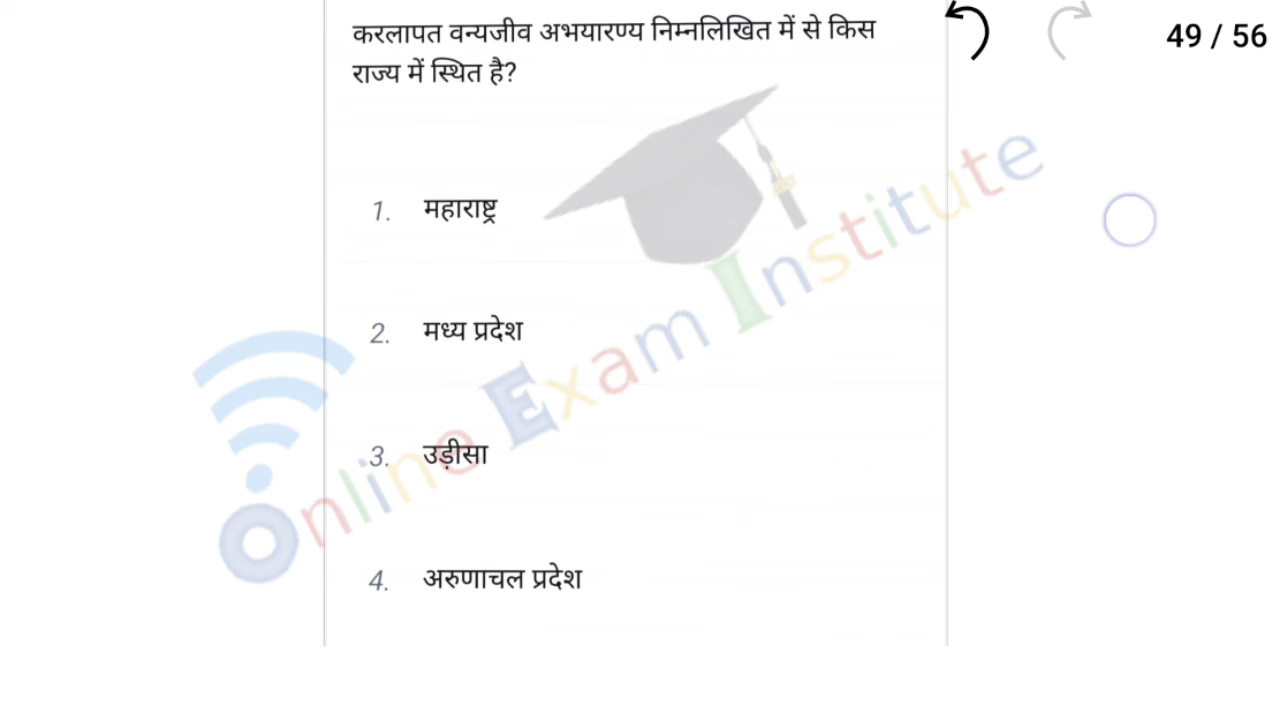 करलापत वन्यजीव अभयारण्य निम्नलिखित में से किस
राज्य में स्थित है?
49 / 56
1. महाराष्ट्र
2. मध्य प्रदेश
3. उड़ीसा
4. अरुणाचल प्रदेश
Online Exam Institute